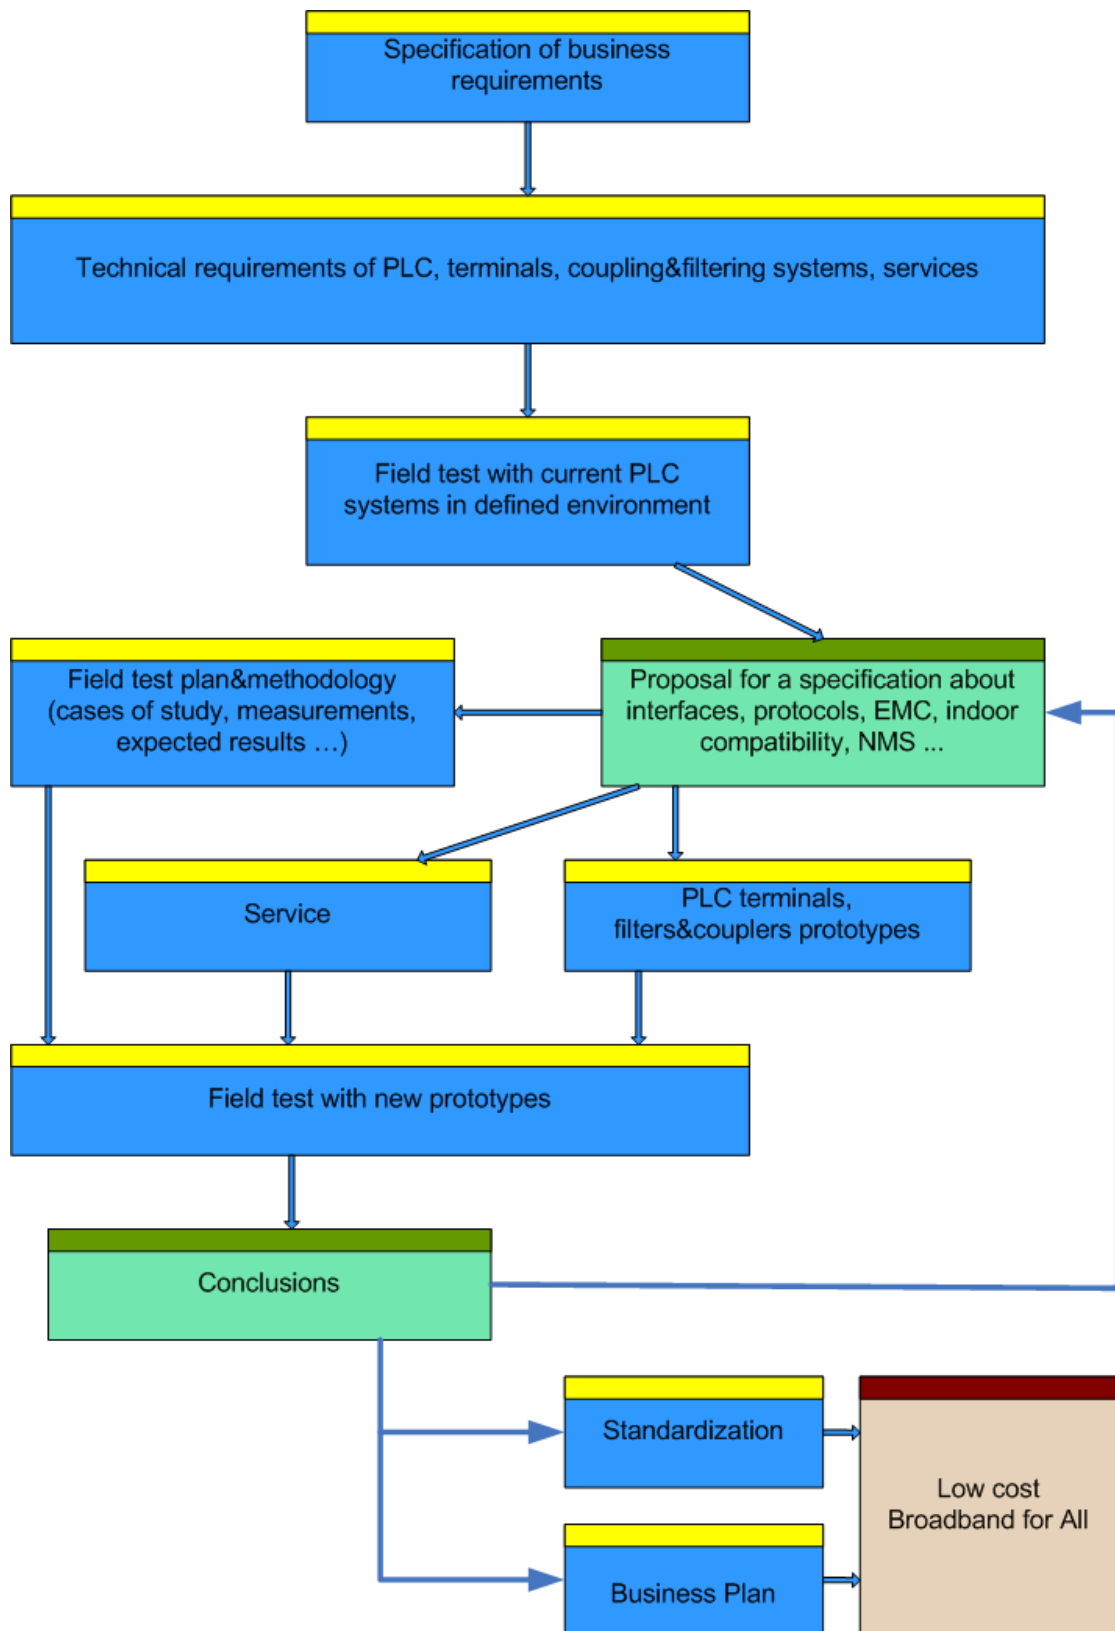 Specification of business
requirements
Technical requirements of PLC, terminals, coupling&filtering systems, services
Field test with current PLC
systems in defined environment
Field test plan&methodology
(cases of study, measurements,
expected results …)
Proposal for a specification about
interfaces, protocols, EMC, indoor
compatibility, NMS ...
Service
PLC terminals,
filters&couplers prototypes
Field test with new prototypes
Conclusions
Standardization
Low cost
Broadband for All
Business Plan